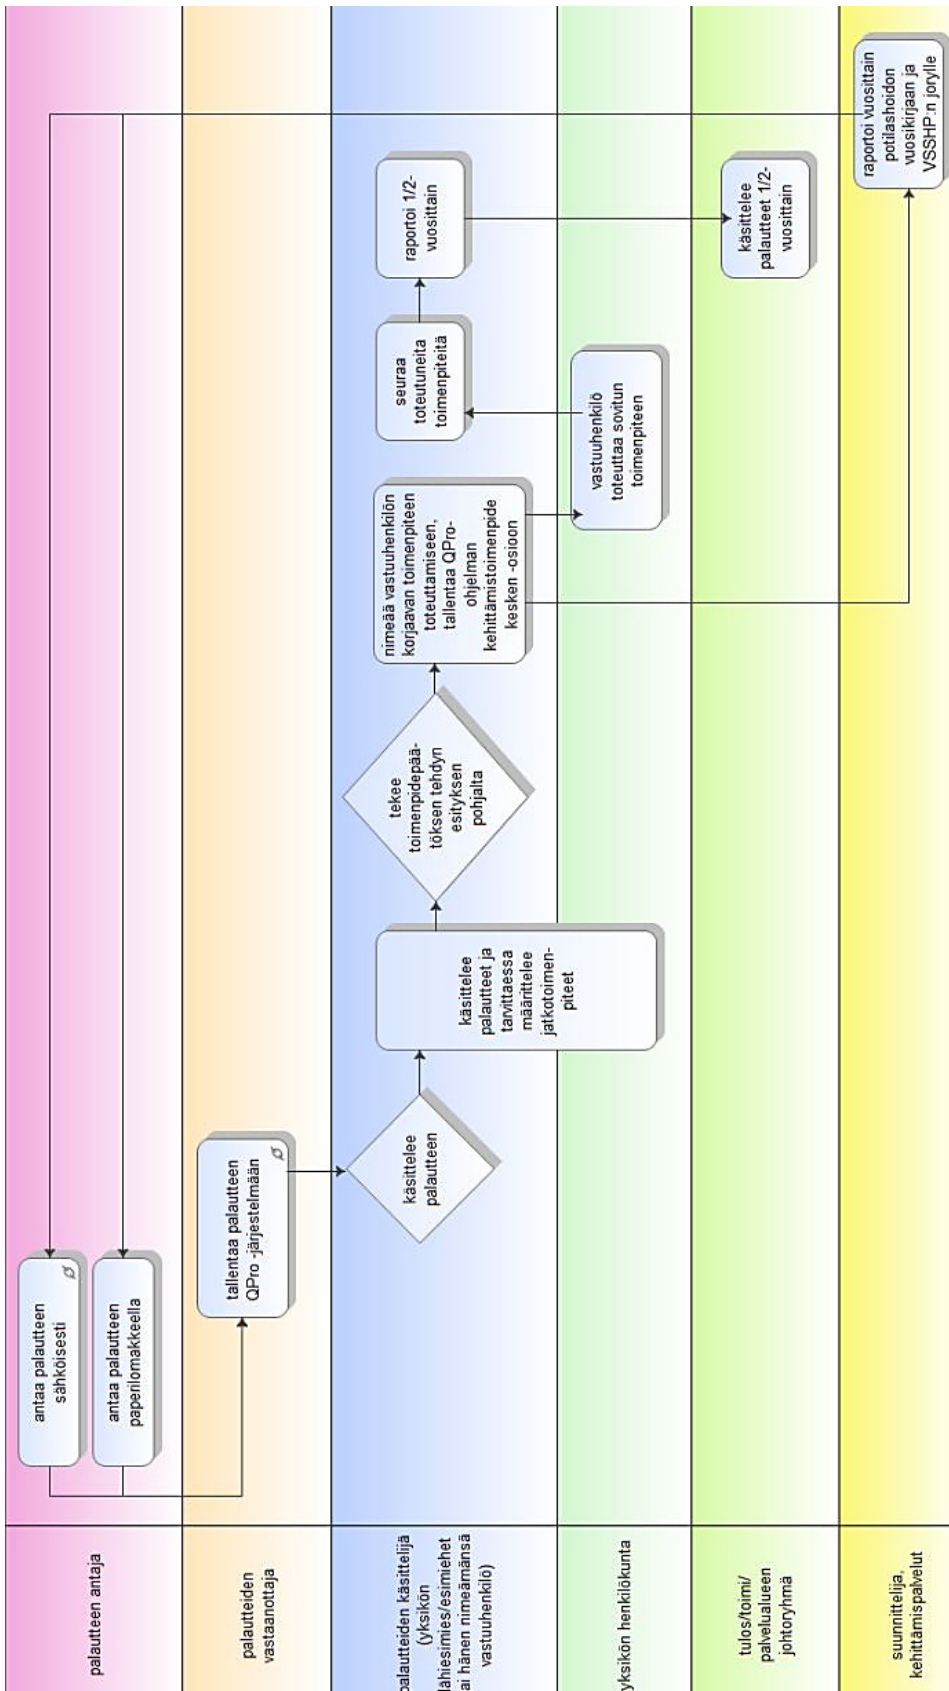 palautteen antaja
antaa palautteen
sähköisesti
antaa palautteen
paperilomakkeella
palautteiden
vastaanottaja
tallentaa palautteen
QPro -järjestelmään
palautteiden käsittelijä
(yksikön
lähiesimies/esimiehet
ai hänen nimeämänsä
vastuuhenkilö)
käsittelee
palautteen
käsittelee
palautteet ja
tarvittaessa
määrittelee
jatkotoimen-
piteet
tekee
toimenpidepää-
töksen tehdyn
esityksen
pohjalta
nimeää vastuuhenkilön
korjaavan toimenpiteen
toteuttamiseen,
tallentaa QPro-
ohjelman
kehittämistoimenpide
kesken -osioon
seuraa
toteutuneita
toimenpiteitä
raportoi 1/2-
vuosittain
yksikön henkilökunta
vastuuhenkilö
toteuttaa sovitun
toimenpiteen
tulos/toimi/
palvelualueen
johtoryhmä
käsittelee
palautteet 1/2-
vuosittain
suunnittelija,
kehittämispalvelut
raportoi vuosittain
potilashoidon
vuosikirjaan ja
VSSHP:n jorylle